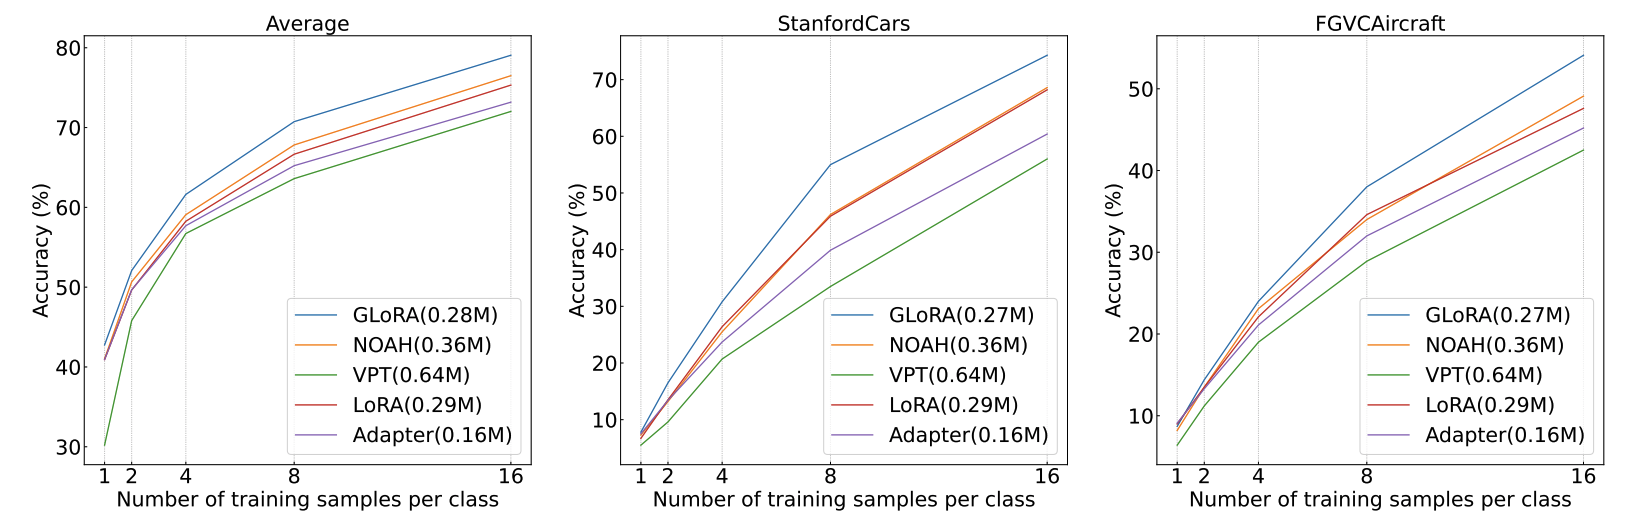 Average
80
70
60
50
40
30
Accuracy (%)
GLoRA(0.28M)
NOAH(0.36M)
VPT(0.64M)
LoRA(0.29M)
Adapter(0.16M)
1 2 4 8 16
Number of training samples per class
StanfordCars
70
60
50
40
30
20
10
Accuracy (%)
GLoRA(0.27M)
NOAH(0.36M)
VPT(0.64M)
LoRA(0.29M)
Adapter(0.16M)
1 2 4 8 16
Number of training samples per class
FGVCAircraft
50
40
30
20
10
Accuracy (%)
GLoRA(0.27M)
NOAH(0.36M)
VPT(0.64M)
LoRA(0.29M)
Adapter(0.16M)
1 2 4 8 16
Number of training samples per class